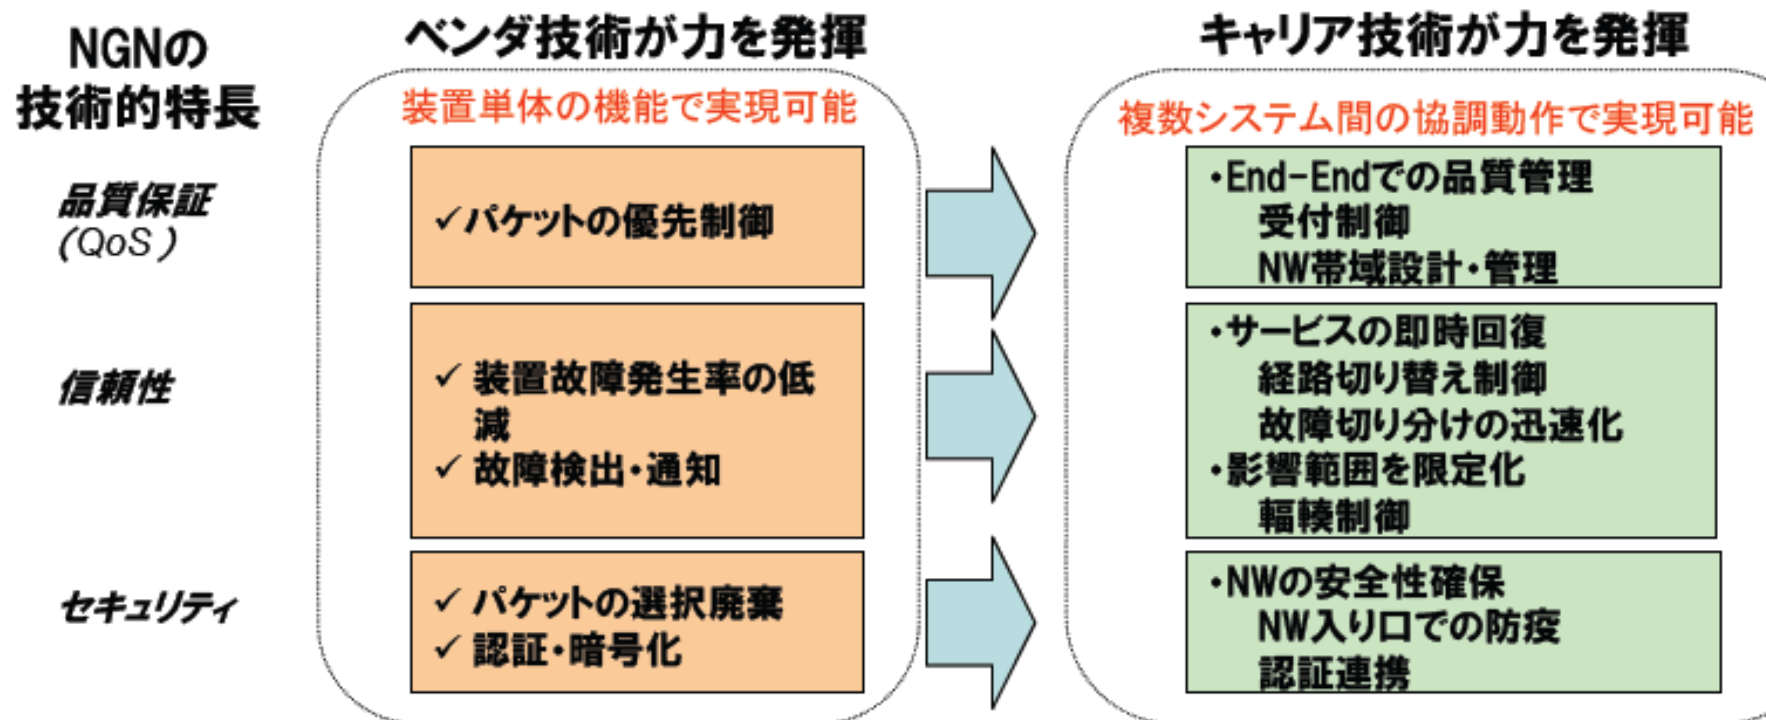 NGNの
技術的特長
ベンダ技術が力を発揮
キャリア技術が力を発揮
装置単体の機能で実現可能
複数システム間の協調動作で実現可能
品質保証
(QoS)
✓パケットの優先制御
・End-Endでの品質管理
受付制御
NW帯域設計・管理
信頼性
✓ 装置故障発生率の低
減
✓ 故障検出・通知
・サービスの即時回復
経路切り替え制御
故障切り分けの迅速化
・影響範囲を限定化
輻輳制御
セキュリティ
✓ パケットの選択廃棄
✓ 認証・暗号化
・NWの安全性確保
NW入り口での防疫
認証連携